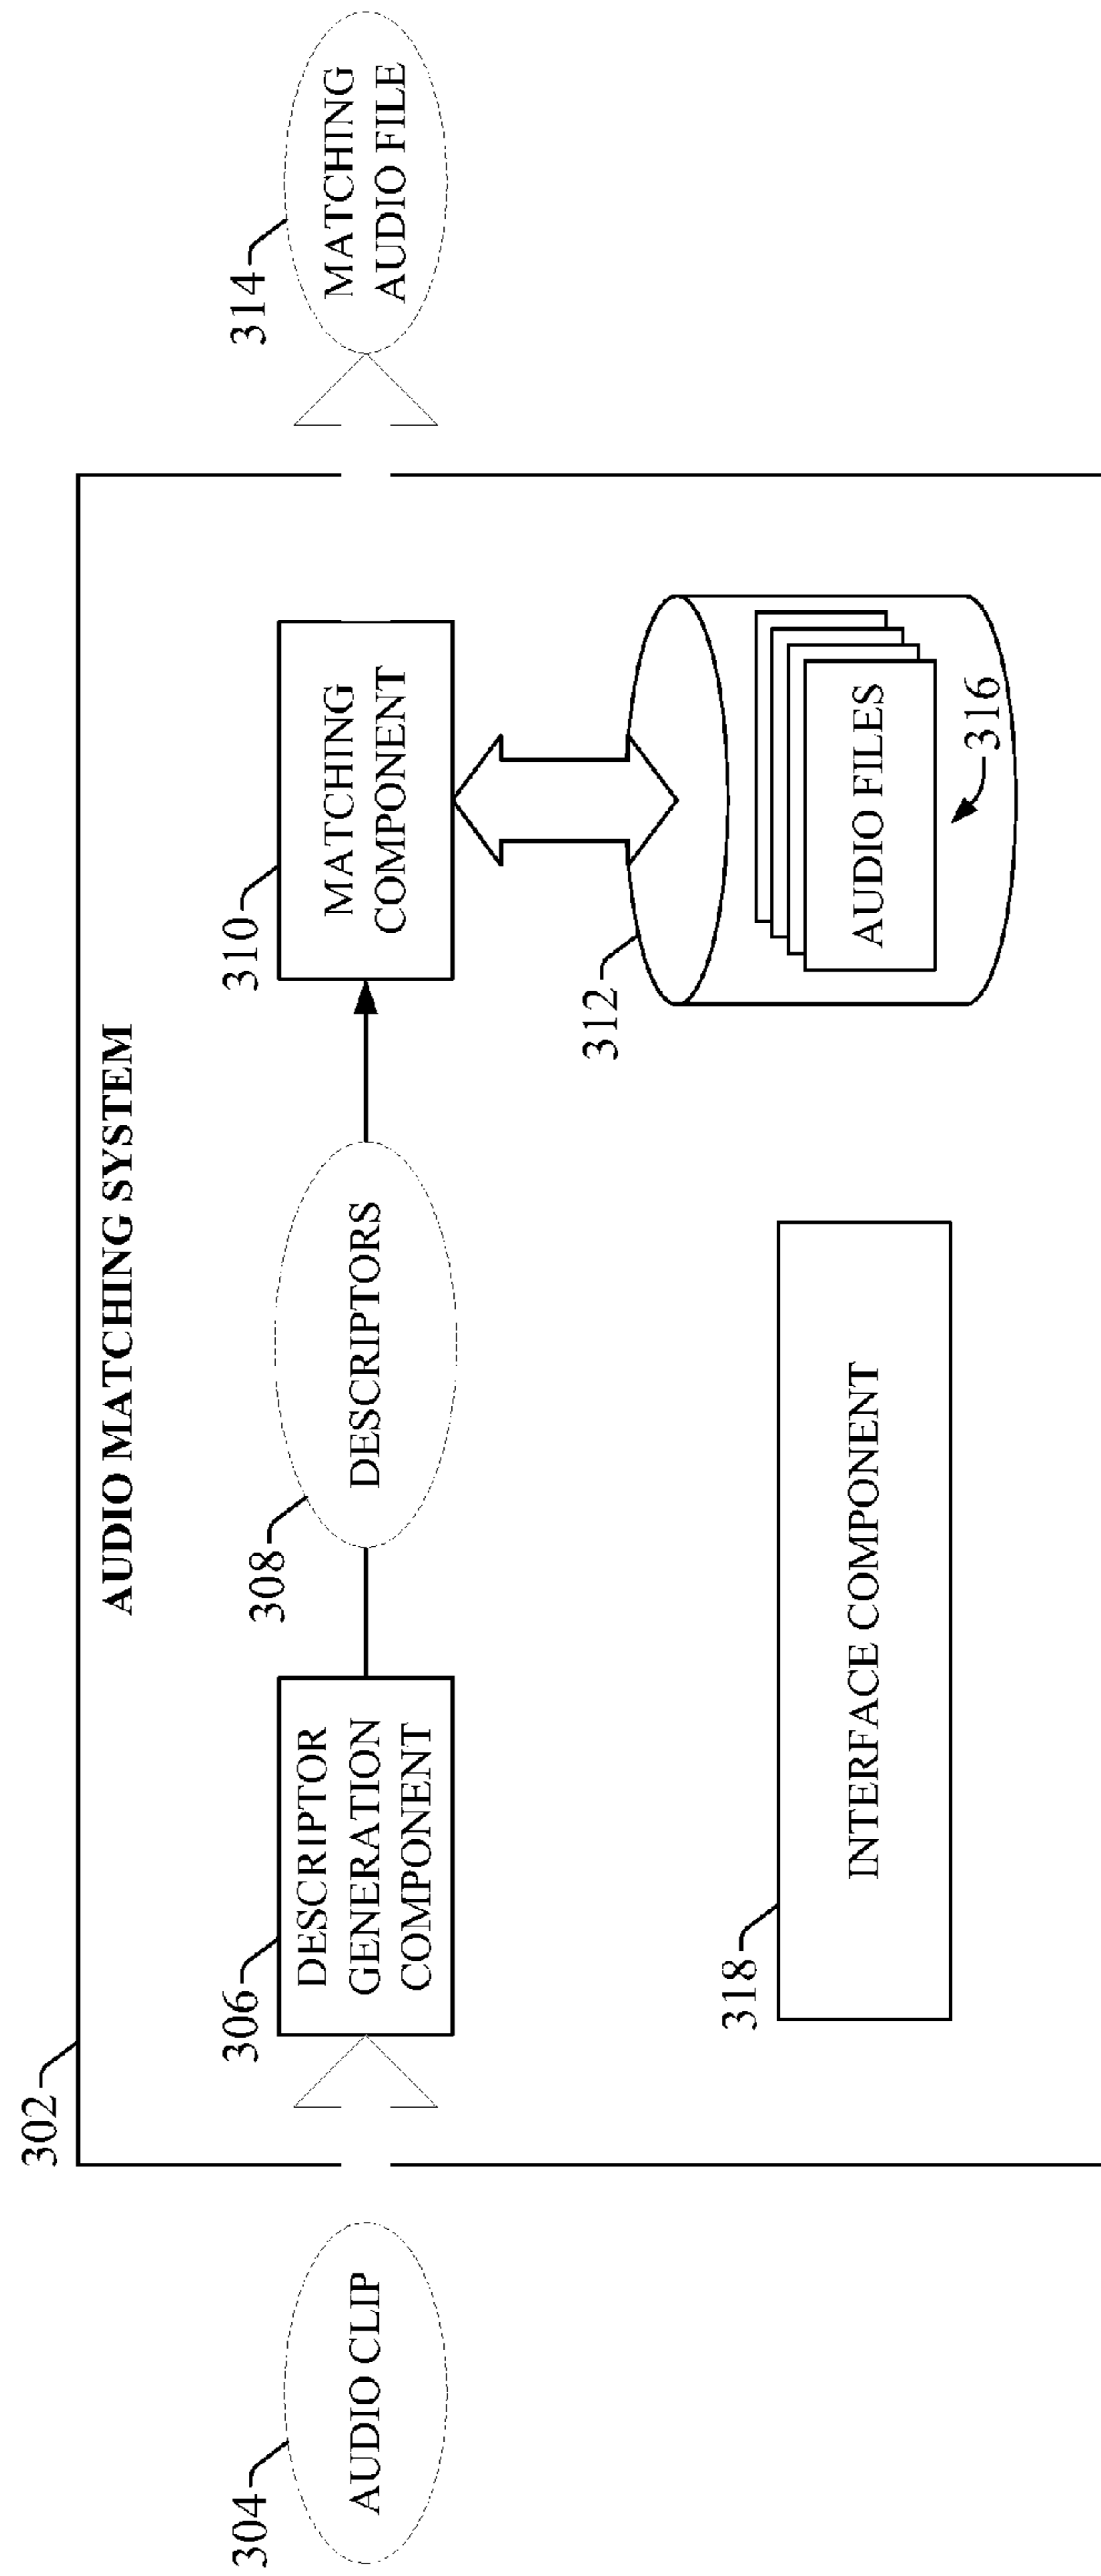 302
AUDIO MATCHING SYSTEM
304
AUDIO CLIP
306
DESCRIPTOR
GENERATION
COMPONENT
308
DESCRIPTORS
310
MATCHING
COMPONENT
314
MATCHING
AUDIO FILE
318
INTERFACE COMPONENT
312
AUDIO FILES
316